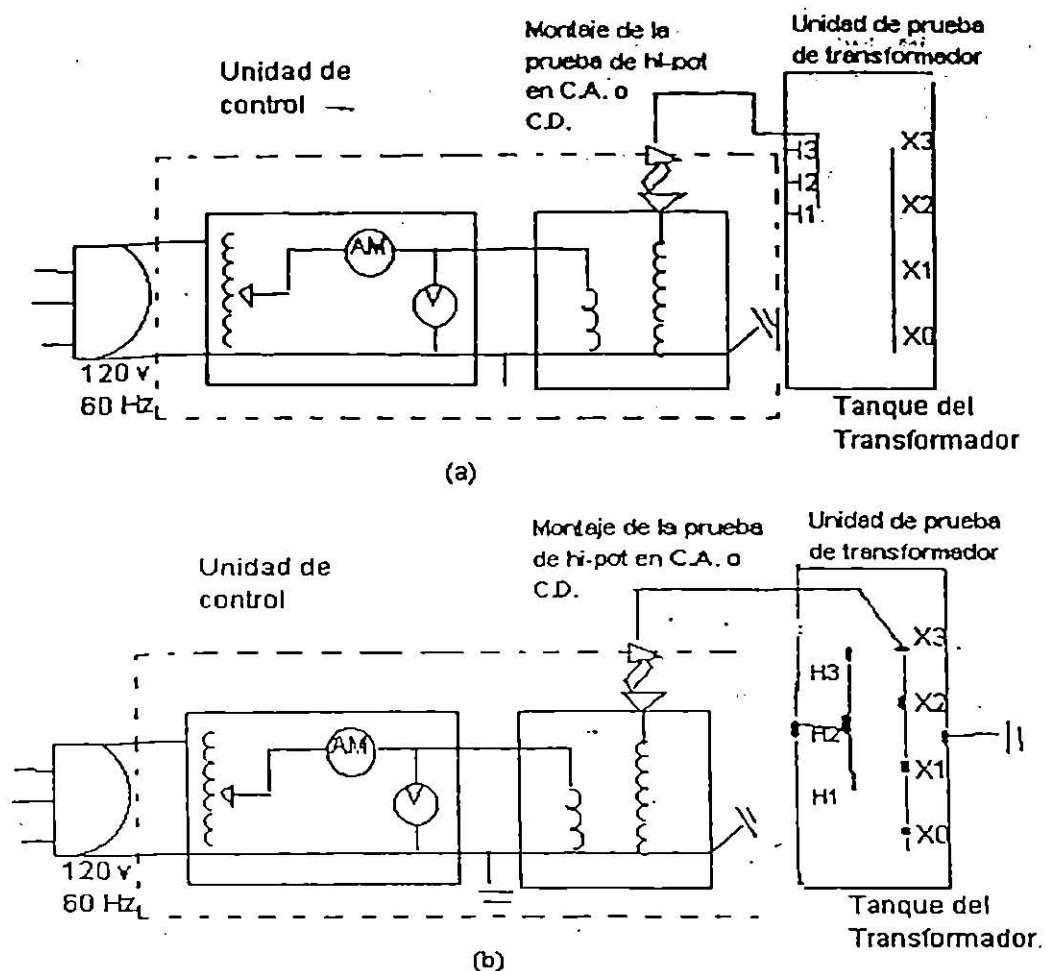 Montaje de la
prueba de hi-pot
en C.A. o
C.D.
Unidad de prueba
de transformador
Unidad de
control
H3
H2
H1
X3
X2
X1
X0
AM
V
120 v
60 Hz
Tanque del
Transformador
(a)
Montaje de la prueba
de hi-pot en C.A. o
C.D.
Unidad de prueba
de transformador
Unidad de
control
H3
H2
H1
X3
X2
X1
X0
AM
V
120 v
60 Hz
Tanque del
Transformador.
(b)